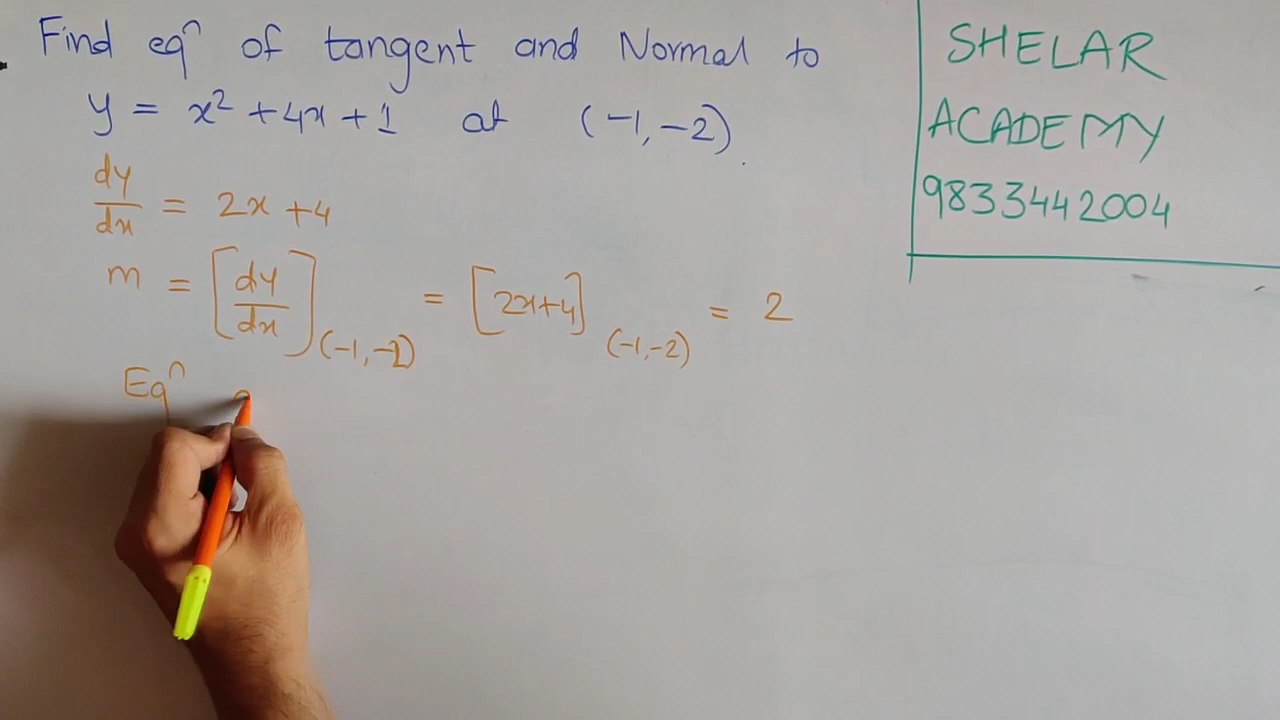 Find eqⁿ of tangent and Normal to
y = x² + 4x + 1 at (-1, -2).
dy/dx = 2x + 4
m = [dy/dx](-1, -2) = [2x+4](-1, -2) = 2
Eqⁿ
SHELAR
ACADEMY
9833442004